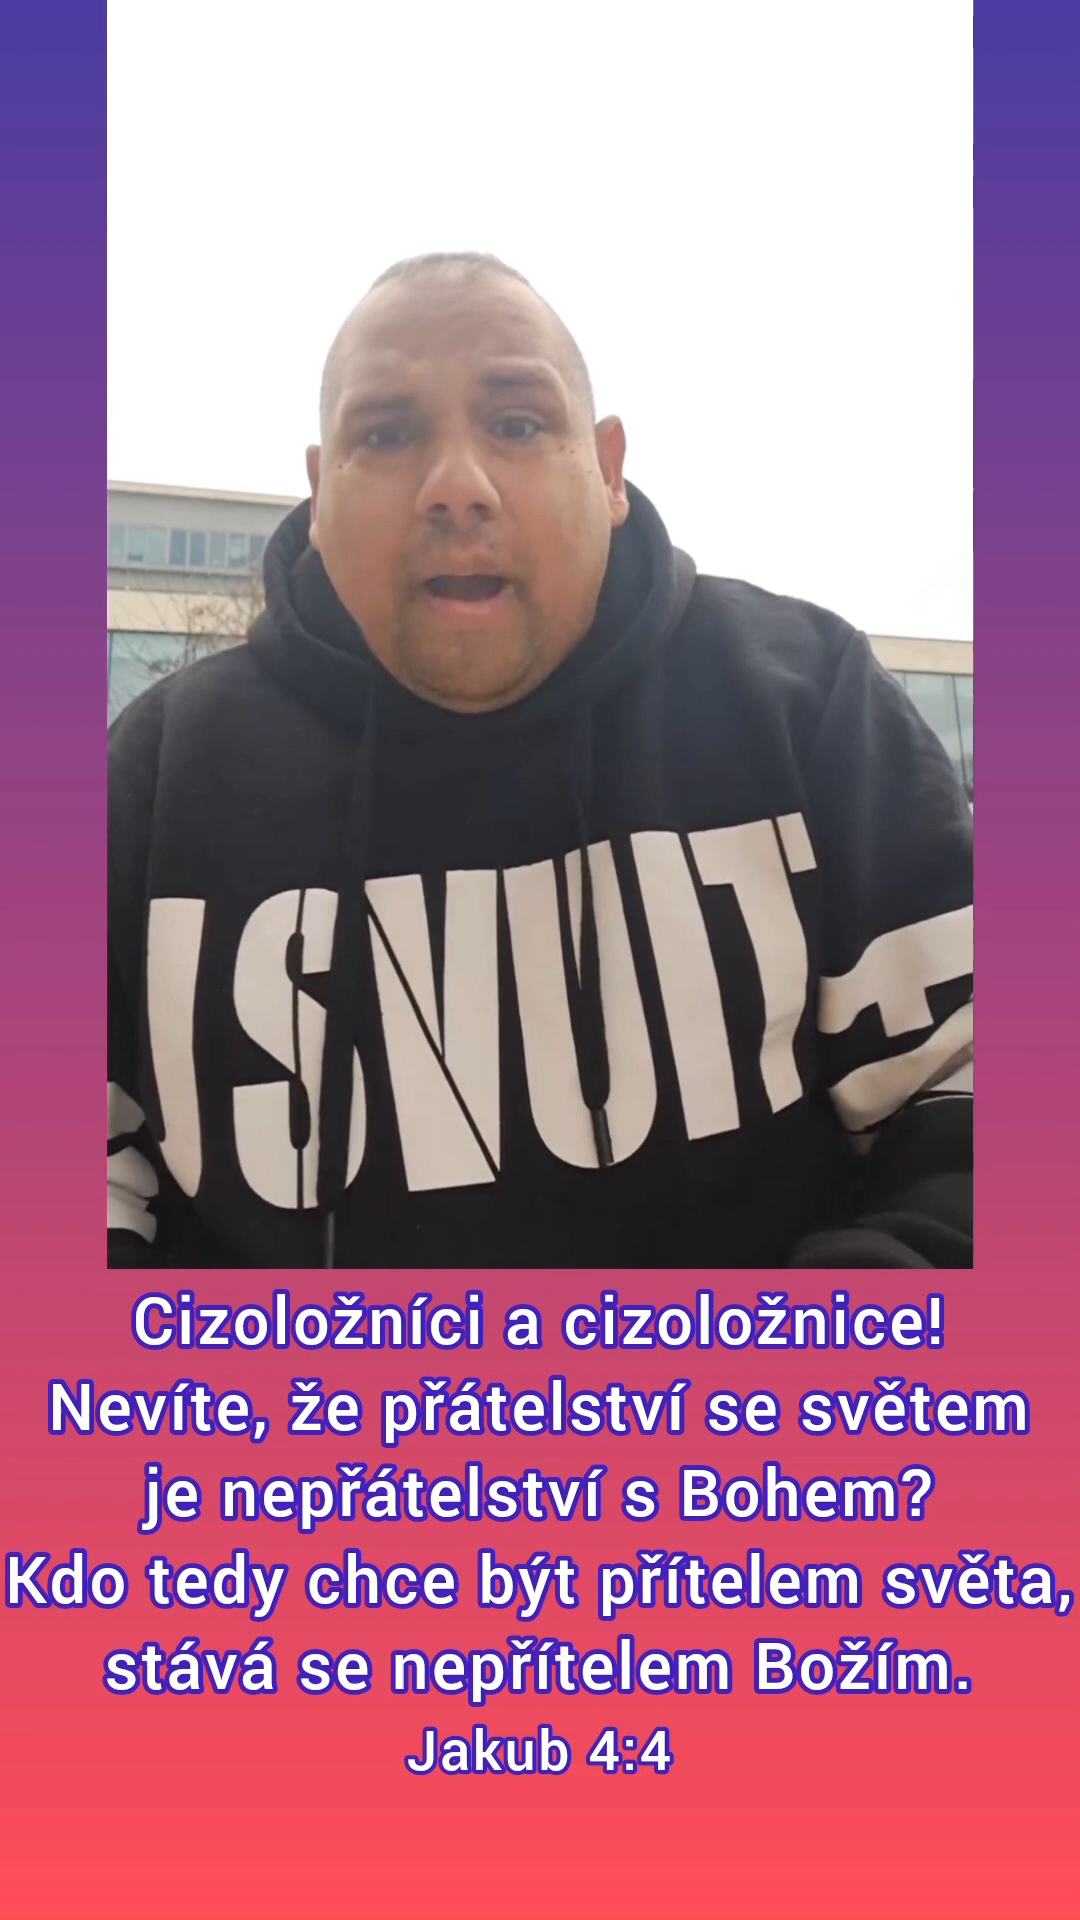 JSNUIT
Cizoložníci a cizoložnice!
Nevíte, že přátelství se světem
je nepřátelství s Bohem?
Kdo tedy chce být přítelem světa,
stává se nepřítelem Božím.
Jakub 4:4